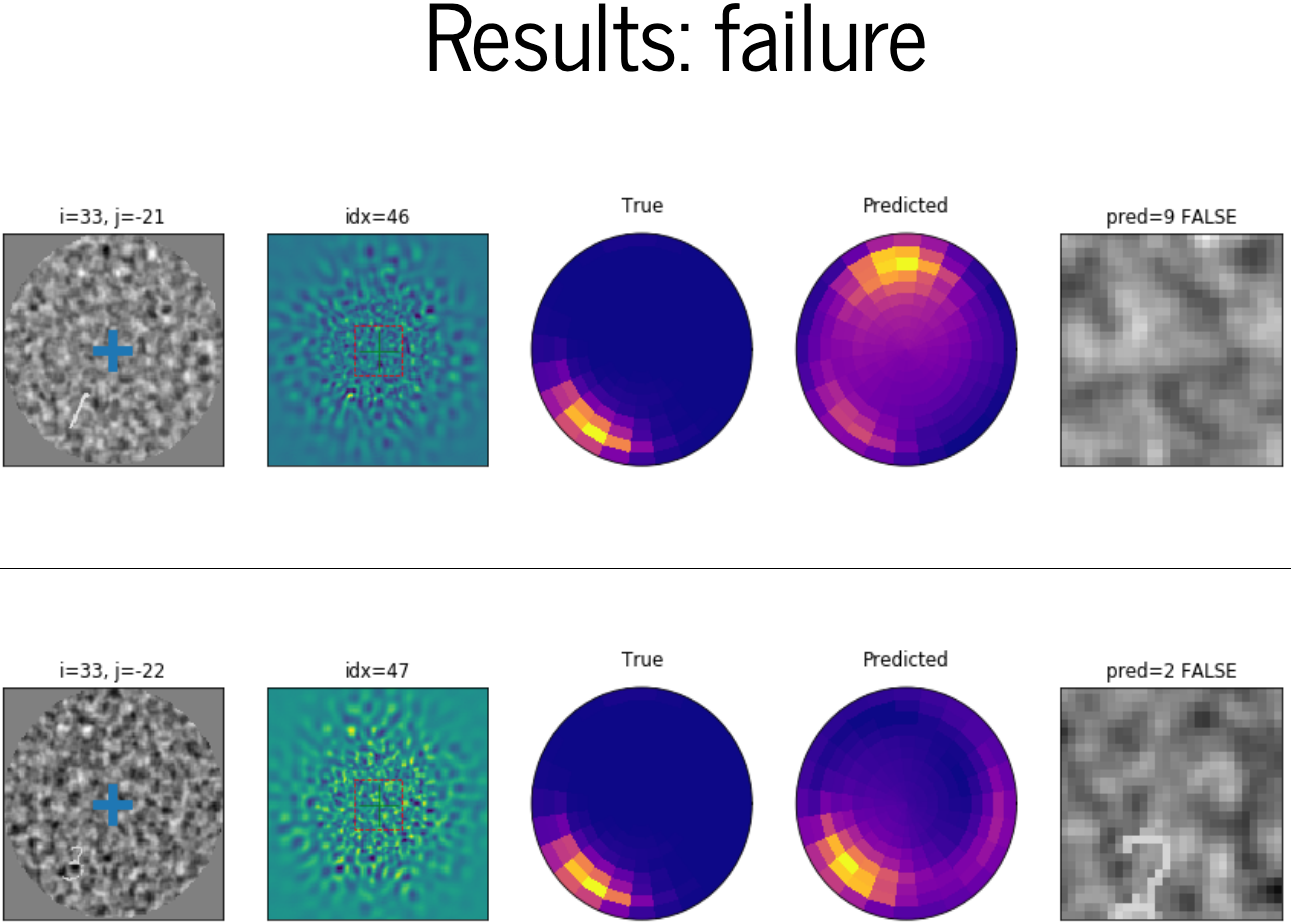 Results: failure
i=33, j=-21
idx=46
True
Predicted
pred=9 FALSE
i=33, j=-22
idx=47
True
Predicted
pred=2 FALSE